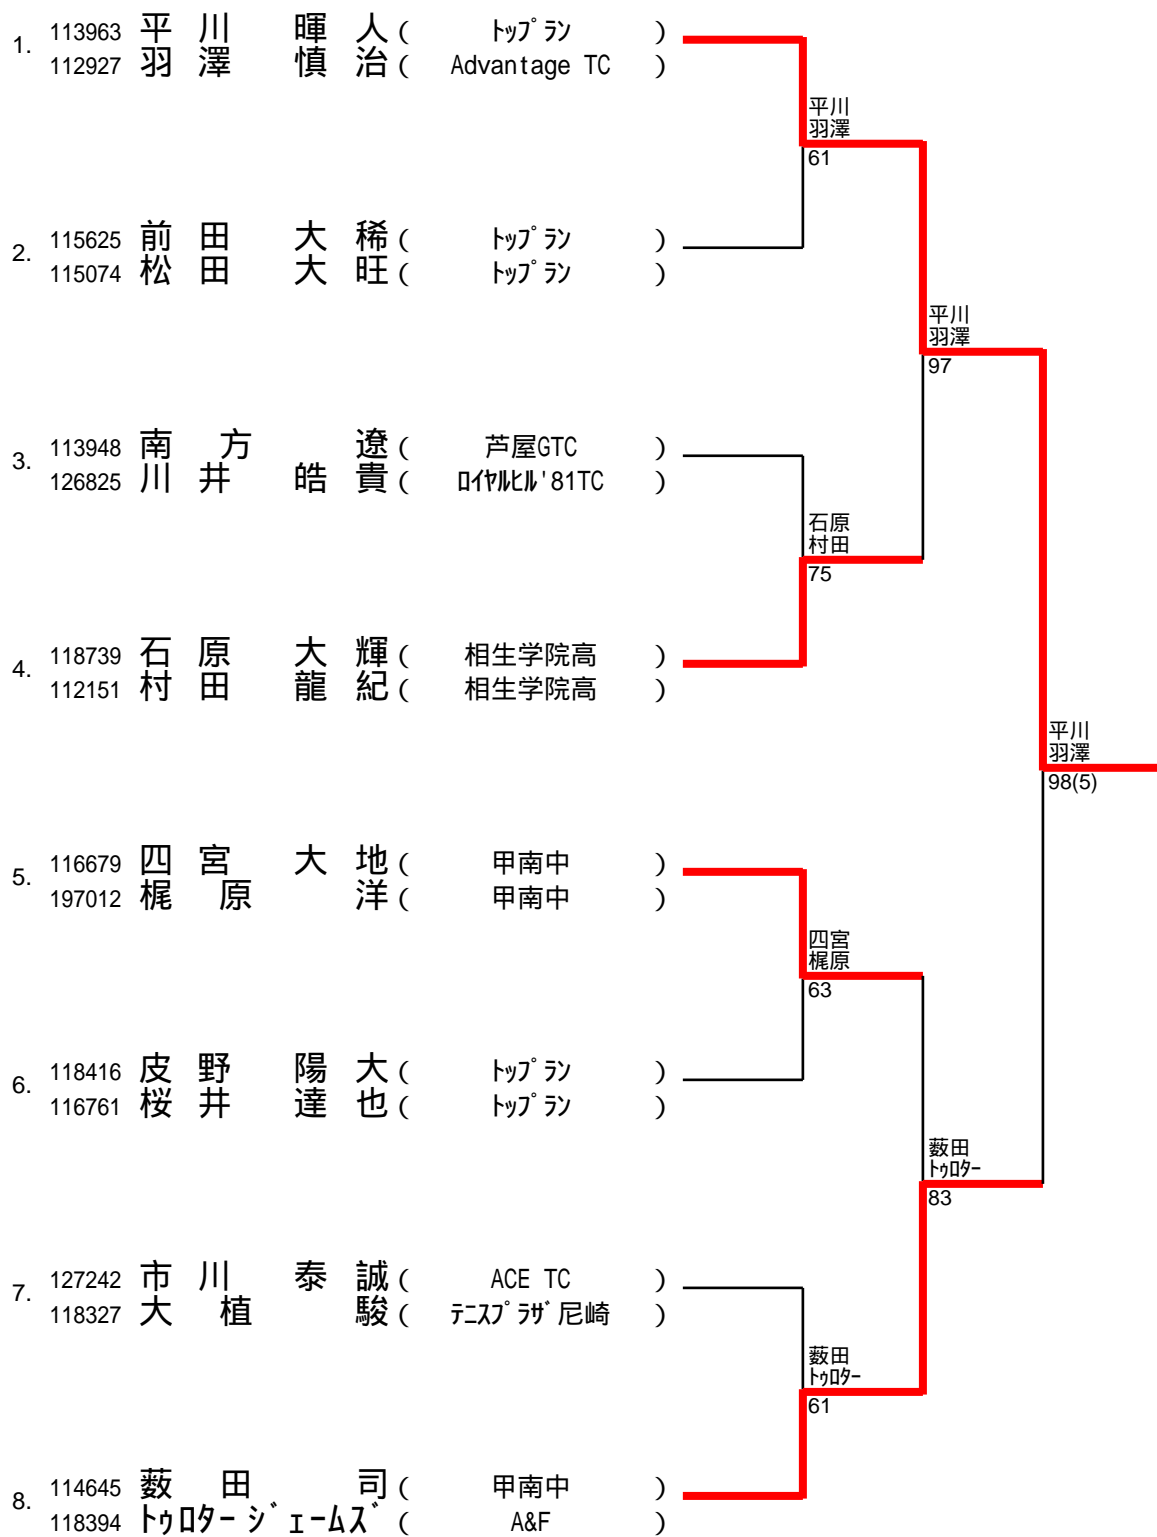 1. 113963 平川 暉人 ( トップラン )
112927 羽澤 慎治 ( Advantage TC )
平川
羽澤
61
2. 115625 前田 大稀 ( トップラン )
115074 松田 大旺 ( トップラン )
平川
羽澤
97
3. 113948 南方 遼 ( 芦屋GTC )
126825 川井 皓貴 ( ロイヤルヒル'81TC )
石原
村田
75
4. 118739 石原 大輝 ( 相生学院高 )
112151 村田 龍紀 ( 相生学院高 )
平川
羽澤
98(5)
5. 116679 四宮 大地 ( 甲南中 )
197012 梶原 洋 ( 甲南中 )
四宮
梶原
63
6. 118416 皮野 陽大 ( トップラン )
116761 桜井 達也 ( トップラン )
薮田
トゥロター
83
7. 127242 市川 泰誠 ( ACE TC )
118327 大植 駿 ( テニスプラザ尼崎 )
薮田
トゥロター
61
8. 114645 薮田 司 ( 甲南中 )
118394 トゥロター ジェームズ ( A&F )